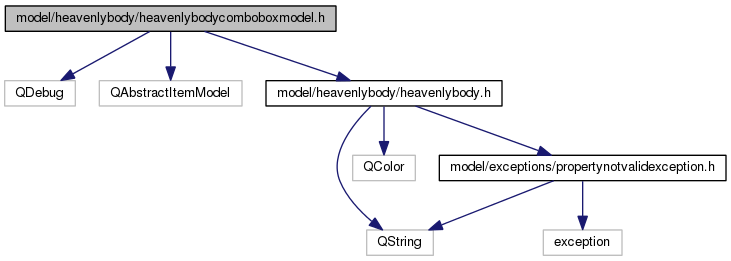 model/heavenlybody/heavenlybodycomboboxmodel.h
QDebug
QAbstractItemModel
model/heavenlybody/heavenlybody.h
QColor
model/exceptions/propertynotvalidexception.h
QString
exception